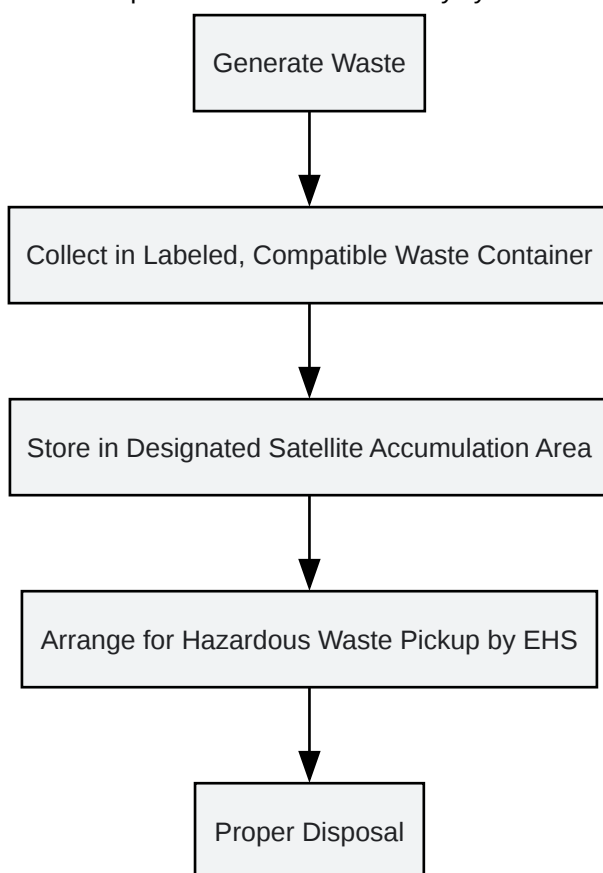 Generate Waste
Collect in Labeled, Compatible Waste Container
Store in Designated Satellite Accumulation Area
Arrange for Hazardous Waste Pickup by EHS
Proper Disposal